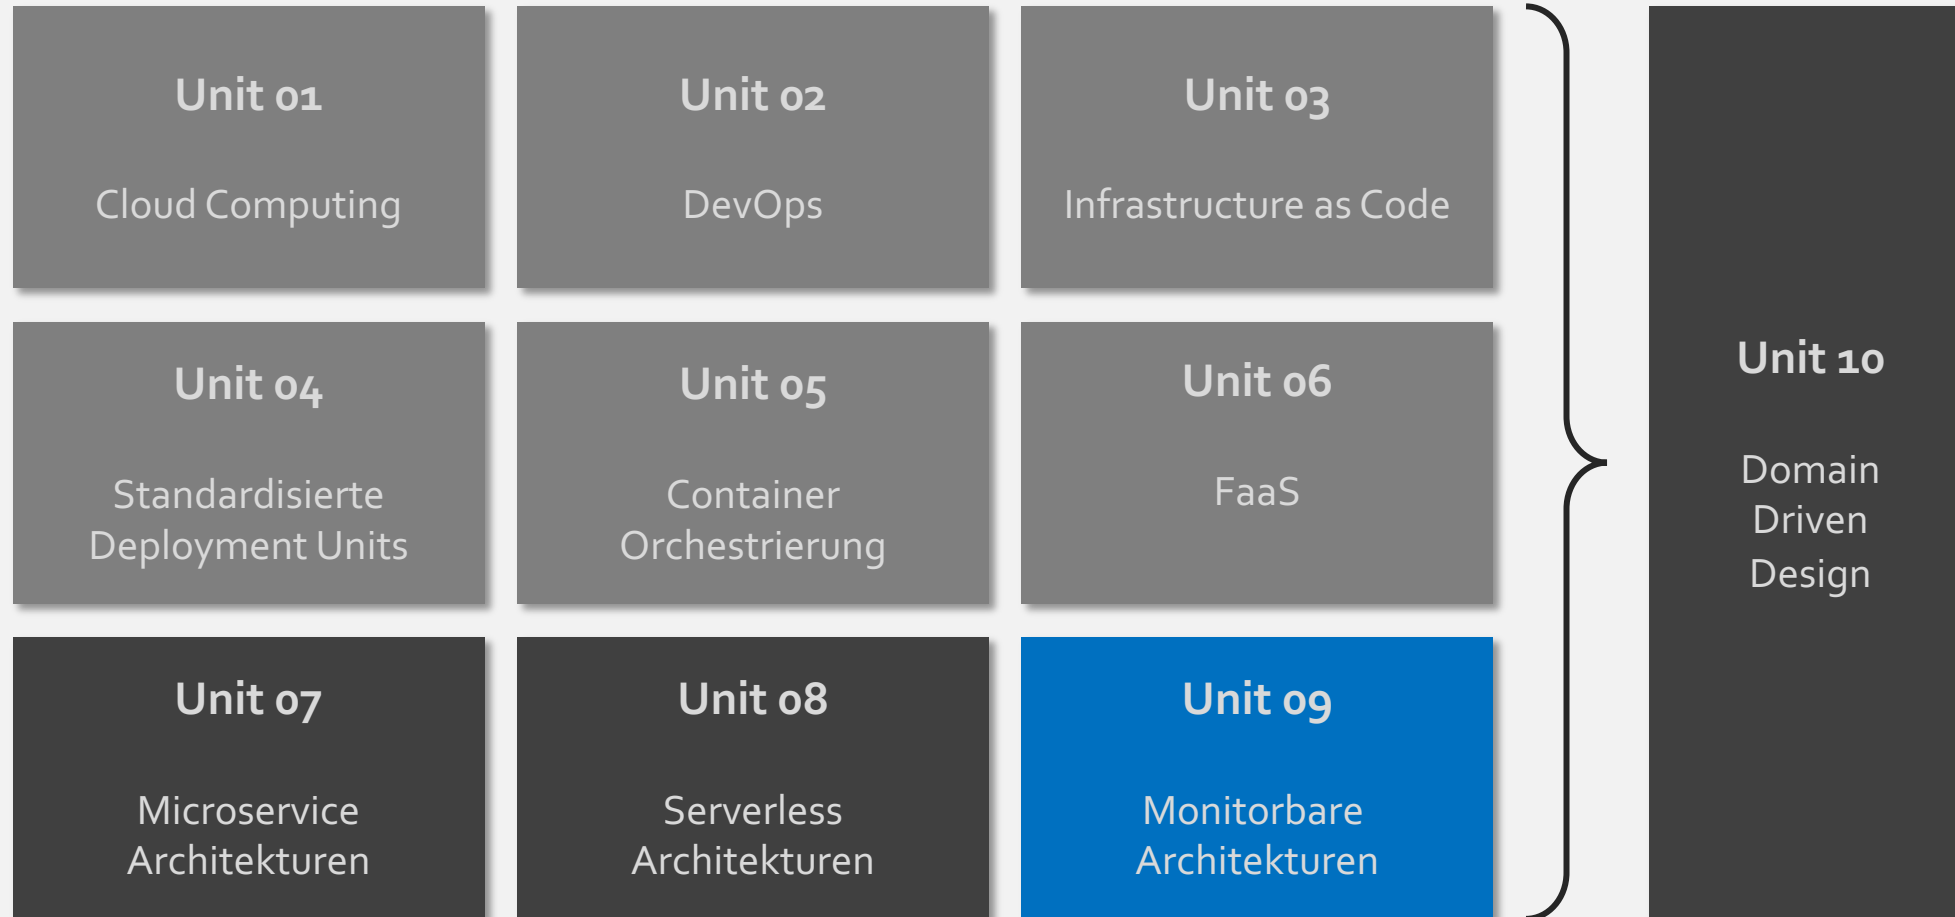 Unit 01
Cloud Computing
Unit 02
DevOps
Unit 03
Infrastructure as Code
Unit 04
Standardisierte
Deployment Units
Unit 05
Container
Orchestrierung
Unit 06
FaaS
Unit 07
Microservice
Architekturen
Unit 08
Serverless
Architekturen
Unit 09
Monitorbare
Architekturen
Unit 10
Domain
Driven
Design